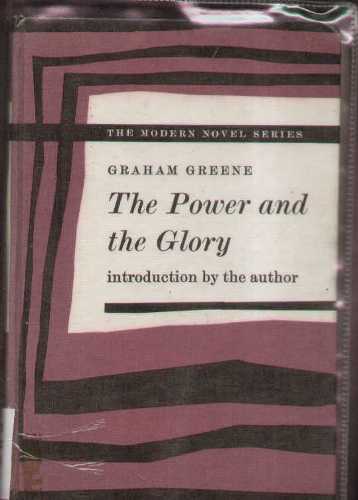 THE MODERN NOVEL SERIES
GRAHAM GREENE
The Power and
the Glory
introduction by the author